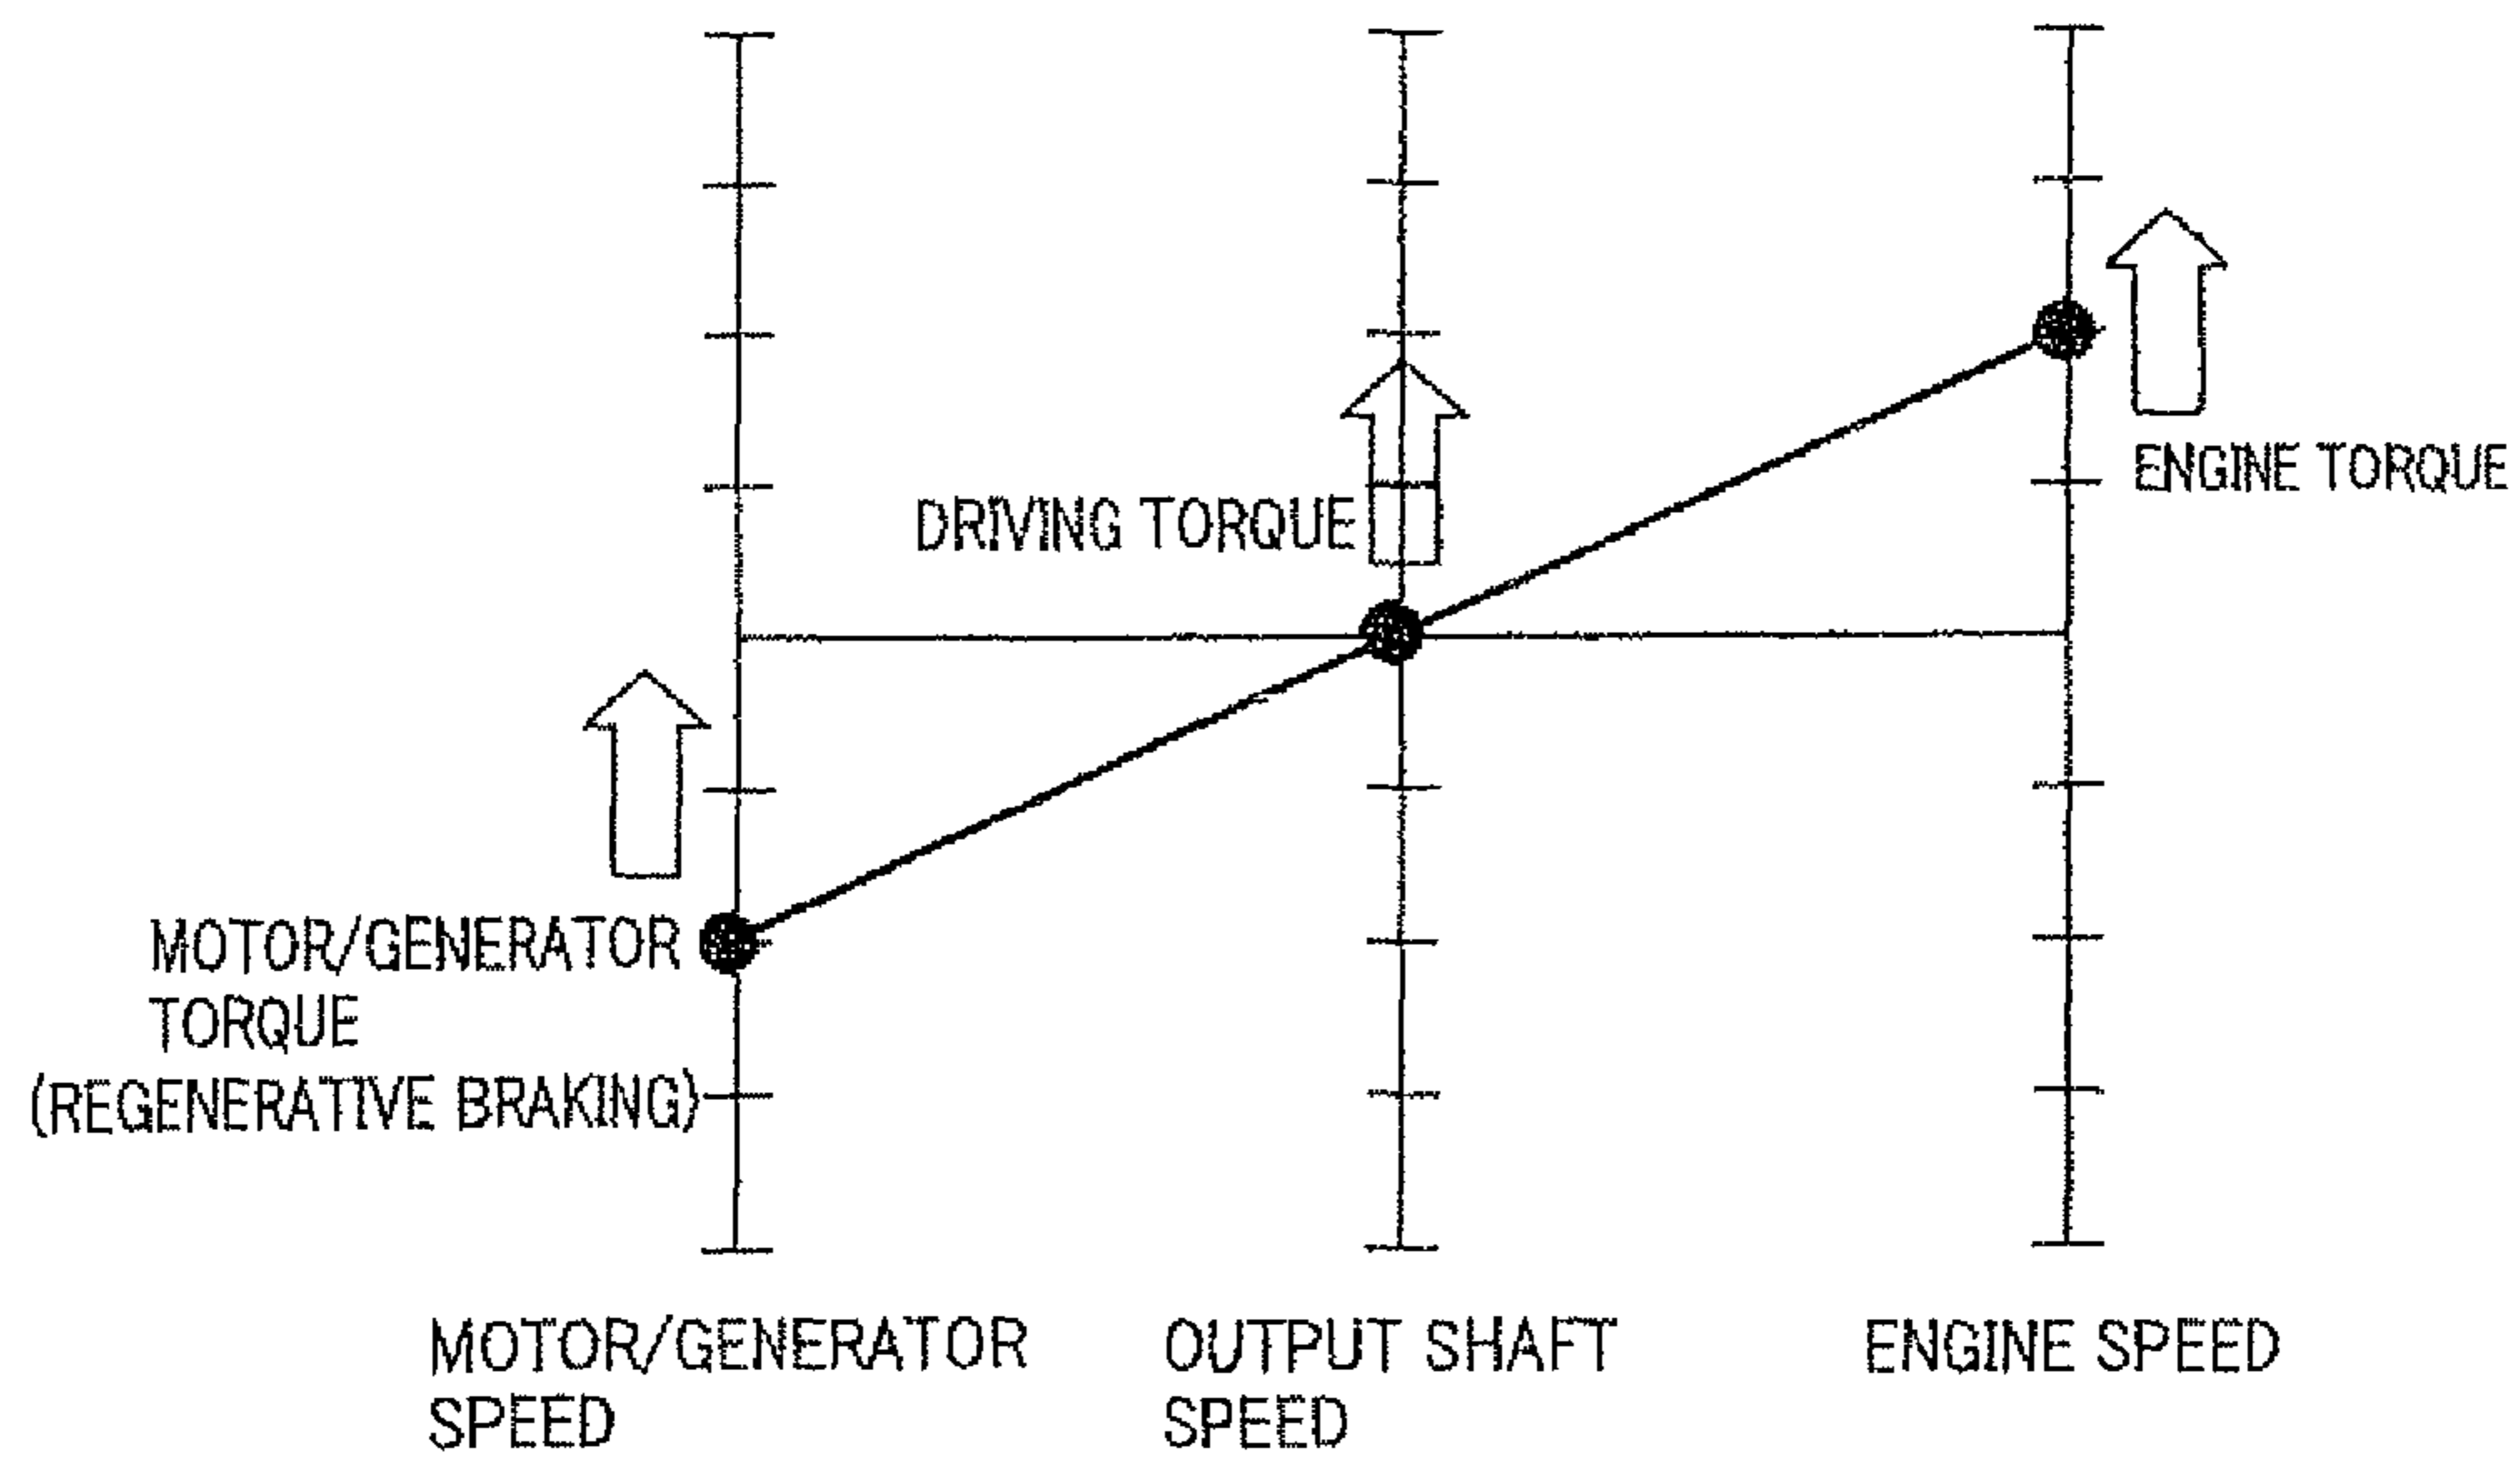 ENGINE TORQUE
DRIVING TORQUE
MOTOR/GENERATOR
TORQUE
(REGENERATIVE BRAKING)
MOTOR/GENERATOR
SPEED
OUTPUT SHAFT
SPEED
ENGINE SPEED